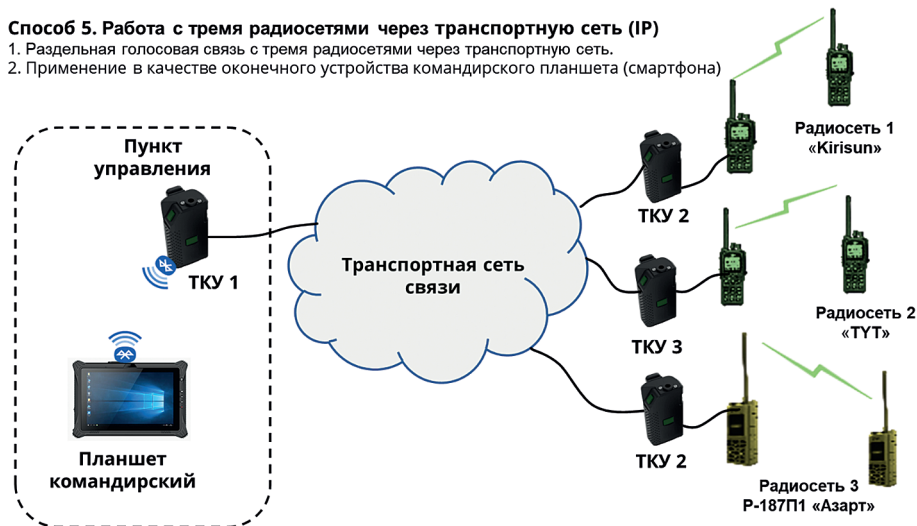 Способ 5. Работа с тремя радиосетями через транспортную сеть (IP)
1. Раздельная голосовая связь с тремя радиосетями через транспортную сеть.
2. Применение в качестве оконечного устройства командирского планшета (смартфона)
Пункт
управления
ТКУ 1
Планшет
командирский
Транспортная сеть
связи
ТКУ 2
Радиосеть 1
«Kirisun»
ТКУ 3
Радиосеть 2
«TYT»
ТКУ 2
Радиосеть 3
Р-187П1 «Азарт»